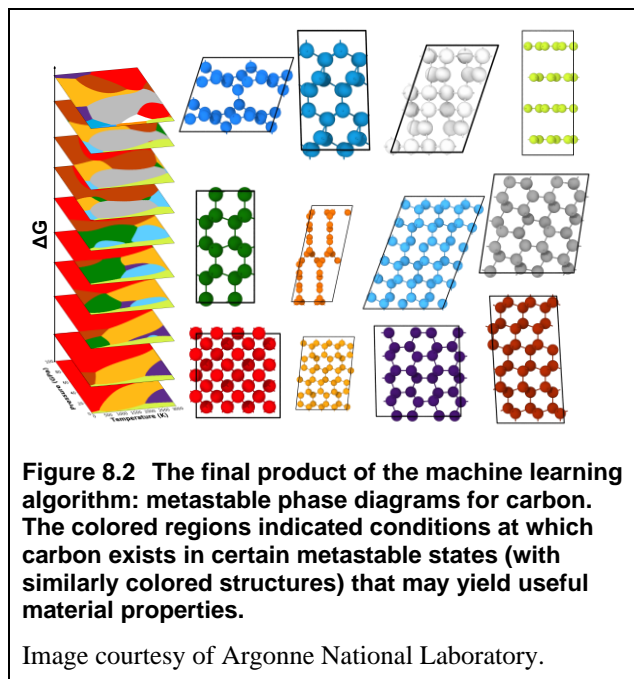 ΔG
Pressure (GPa)
Temperature (K)
Figure 8.2 The final product of the machine learning
algorithm: metastable phase diagrams for carbon.
The colored regions indicated conditions at which
carbon exists in certain metastable states (with
similarly colored structures) that may yield useful
material properties.
Image courtesy of Argonne National Laboratory.